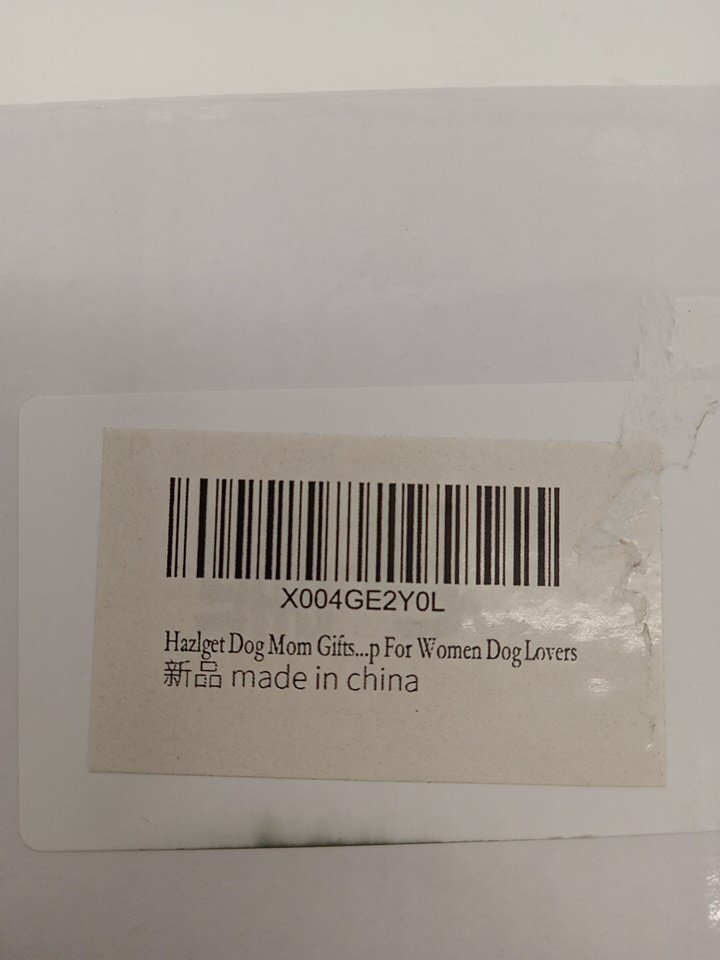 X004GE2Y0L
Hazlget Dog Mom Gifts...p For Women Dog Lovers
新品 made in china